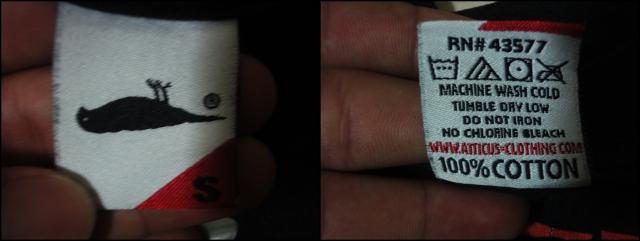 ®
S
RN# 43577
MACHINE WASH COLD
TUMBLE DRY LOW
DO NOT IRON
NO CHLORINE BLEACH
WWW.ATTICUS-CLOTHING.COM
100% COTTON